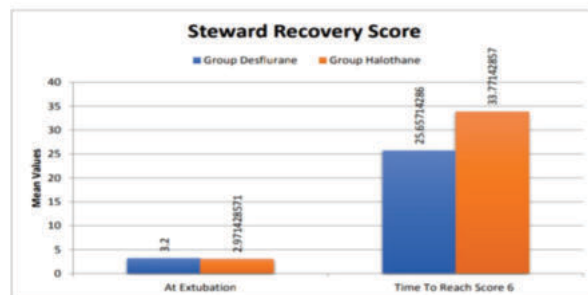 Steward Recovery Score
Group Desflurane Group Halothane
Mean Values
40
35
30
25
20
15
10
5
0
3.2
2.971428571
25.65714286
33.77142857
At Extubation
Time To Reach Score 6